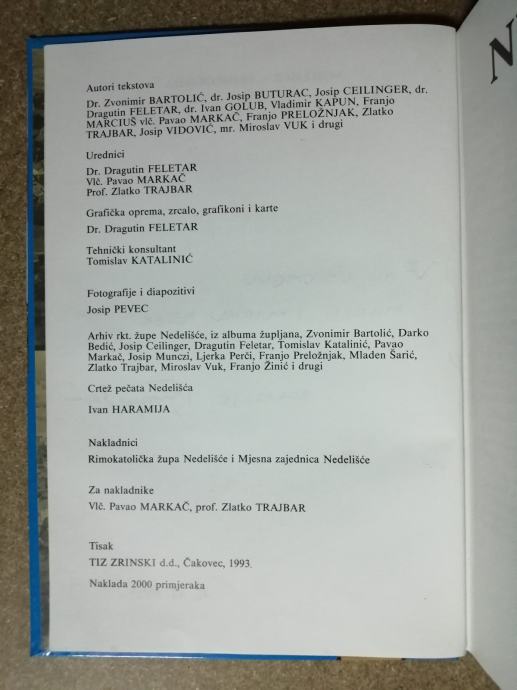 Autori tekstova
Dr. Zvonimir BARTOLIĆ, dr. Josip BUTURAC, Josip CEILINGER, dr.
Dragutin FELETAR, dr. Ivan GOLUB, Vladimir KAPUN, Franjo
MARCIUŠ vlč. Pavao MARKAČ, Franjo PRELOŽNJAK, Zlatko
TRAJBAR, Josip VIDOVIĆ, mr. Miroslav VUK i drugi
Urednici
Dr. Dragutin FELETAR
Vlč. Pavao MARKAČ
Prof. Zlatko TRAJBAR
Grafička oprema, zrcalo, grafikoni i karte
Dr. Dragutin FELETAR
Tehnički konsultant
Tomislav KATALINIĆ
Fotografije i diapozitivi
Josip PEVEC
Arhiv rkt. župe Nedelišće, iz albuma župljana, Zvonimir Bartolić, Darko
Bedić, Josip Ceilinger, Dragutin Feletar, Tomislav Katalinić, Pavao
Markač, Josip Munczi, Ljerka Perči, Franjo Preložnjak, Mladen Šarić,
Zlatko Trajbar, Miroslav Vuk, Franjo Žinić i drugi
Crtež pečata Nedelišća
Ivan HARAMIJA
Nakladnici
Rimokatolička župa Nedelišće i Mjesna zajednica Nedelišće
Za nakladnike
Vlč. Pavao MARKAČ, prof. Zlatko TRAJBAR
Tisak
TIZ ZRINSKI d.d., Čakovec, 1993.
Naklada 2000 primjeraka